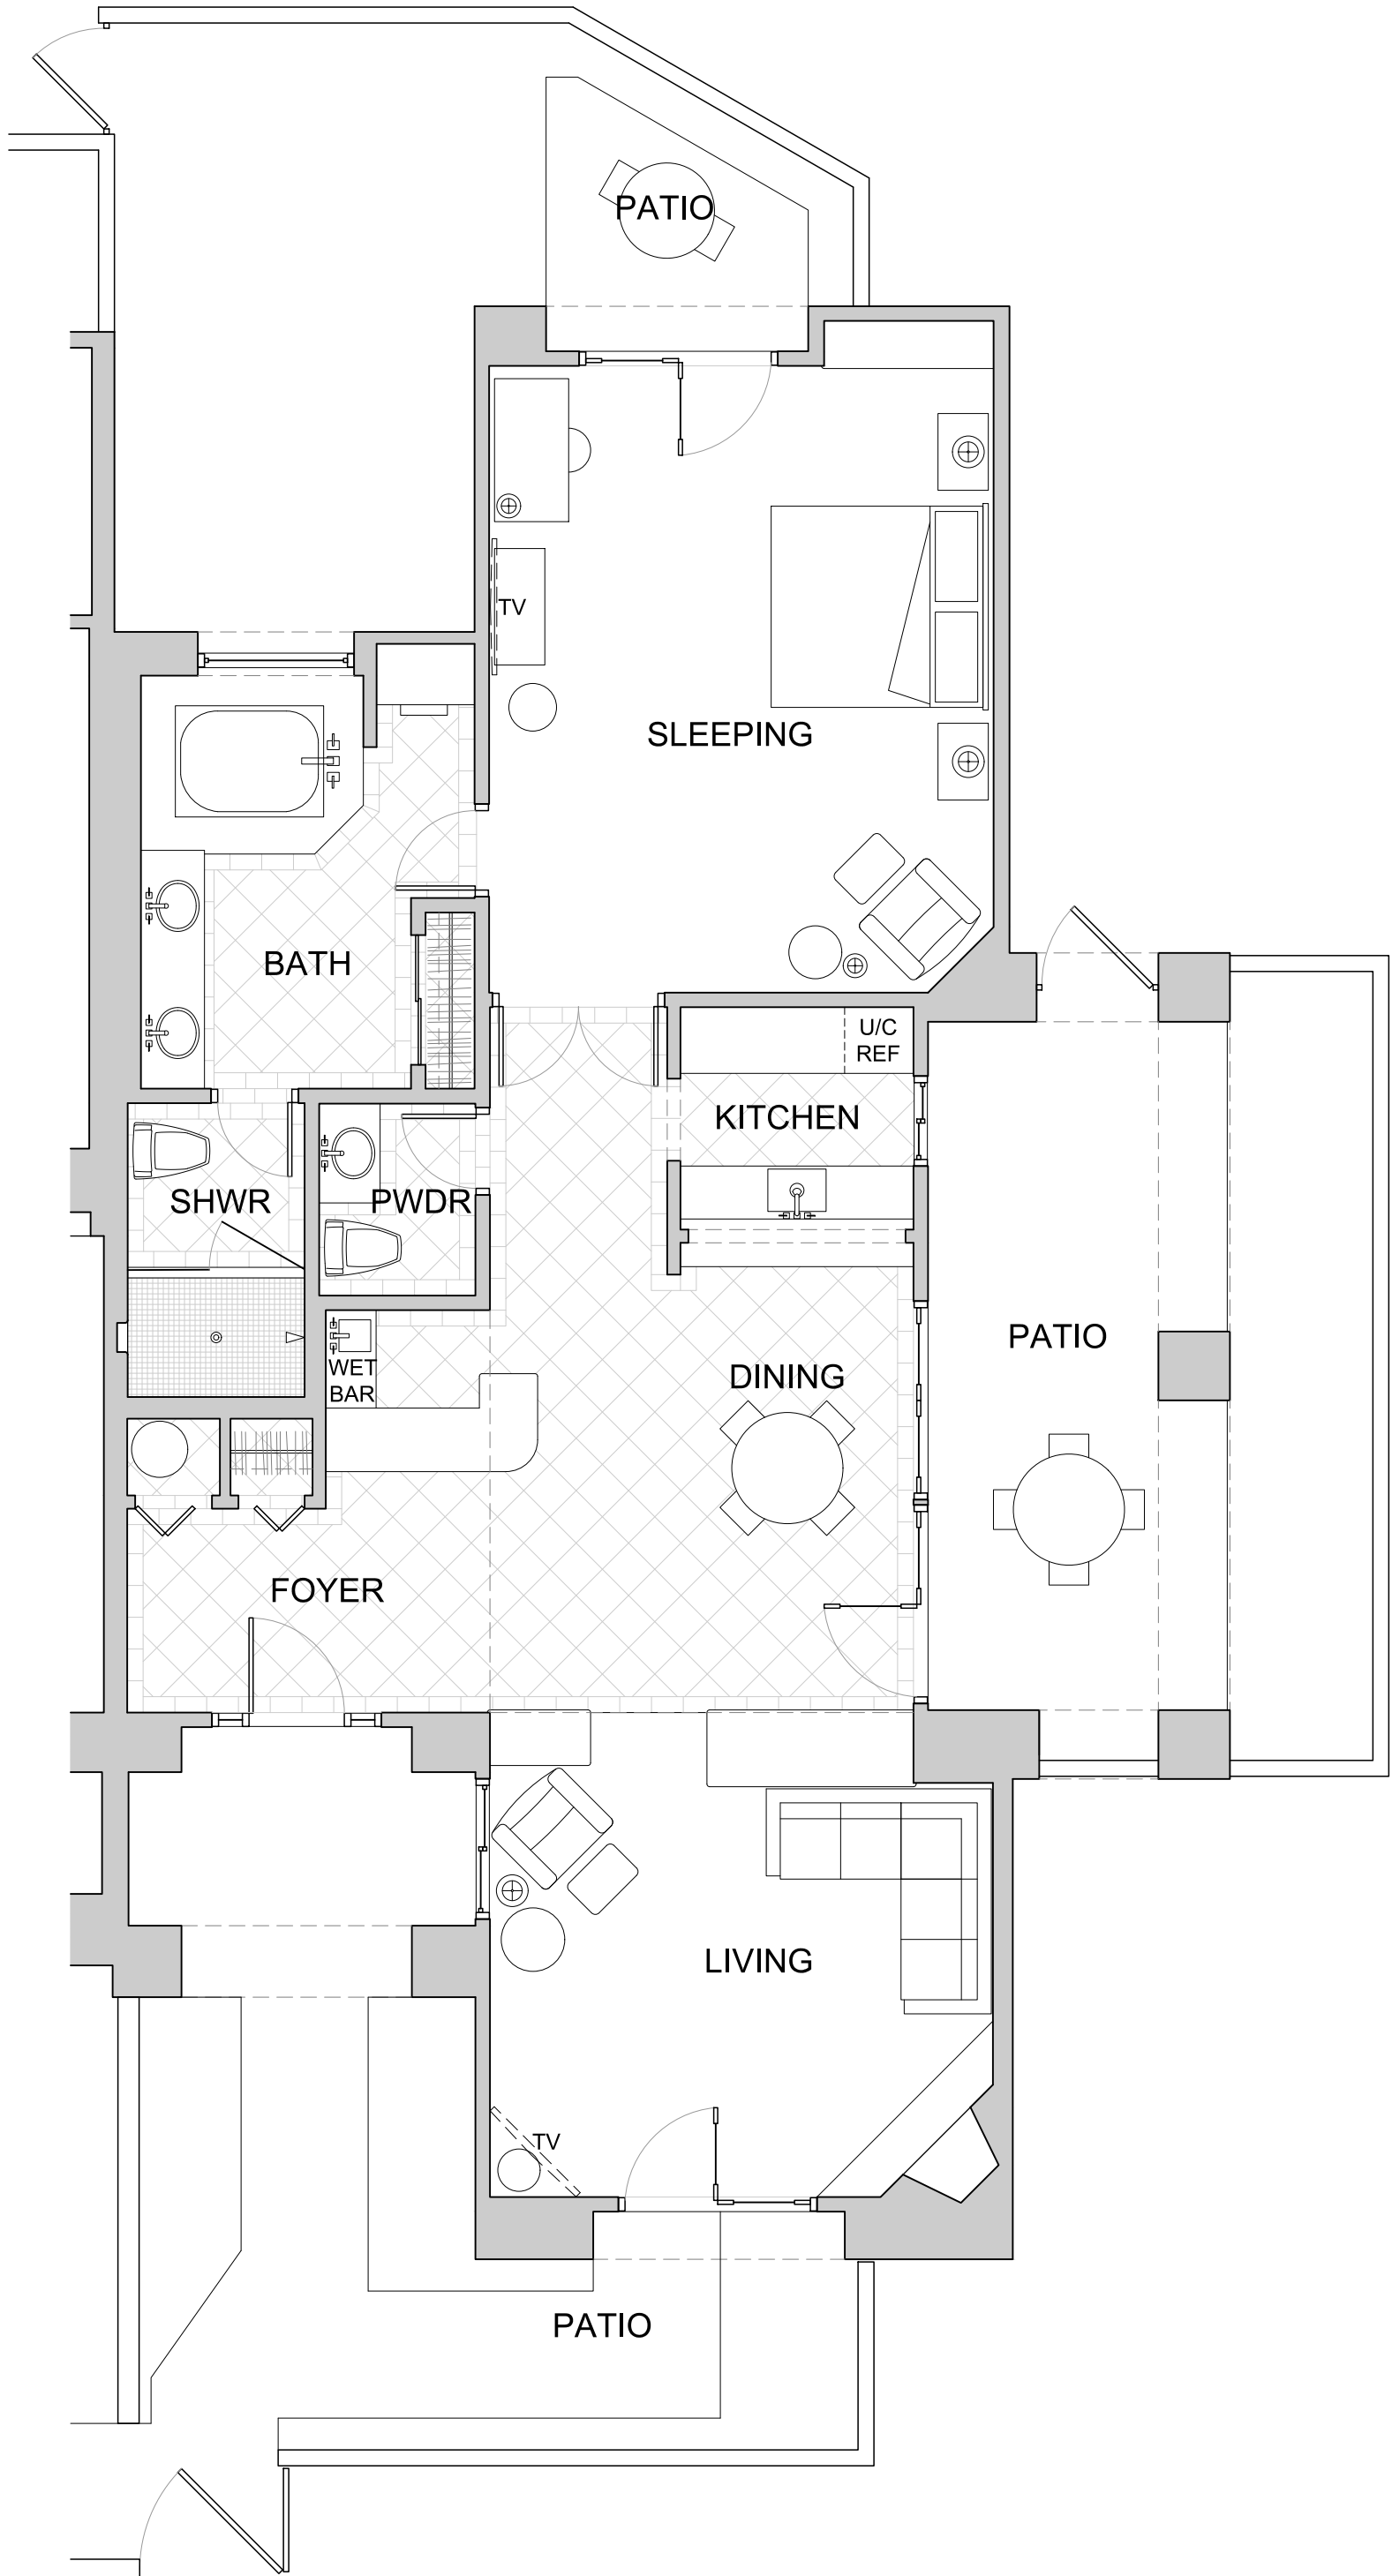 PATIO
TV
SLEEPING
BATH
U/C
REF
KITCHEN
SHWR
PWDR
PATIO
WET
BAR
DINING
FOYER
LIVING
TV
PATIO